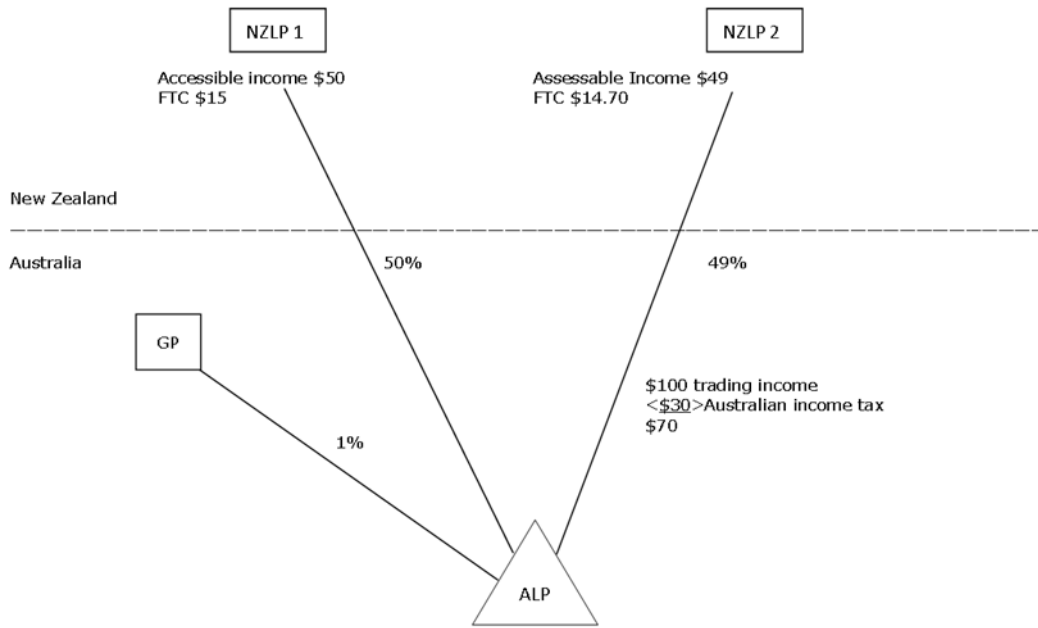 NZLP 1
NZLP 2
Accessible income $50
FTC $15
Assessable Income $49
FTC $14.70
New Zealand
Australia
50%
49%
GP
$100 trading income
<$30>Australian income tax
$70
1%
ALP